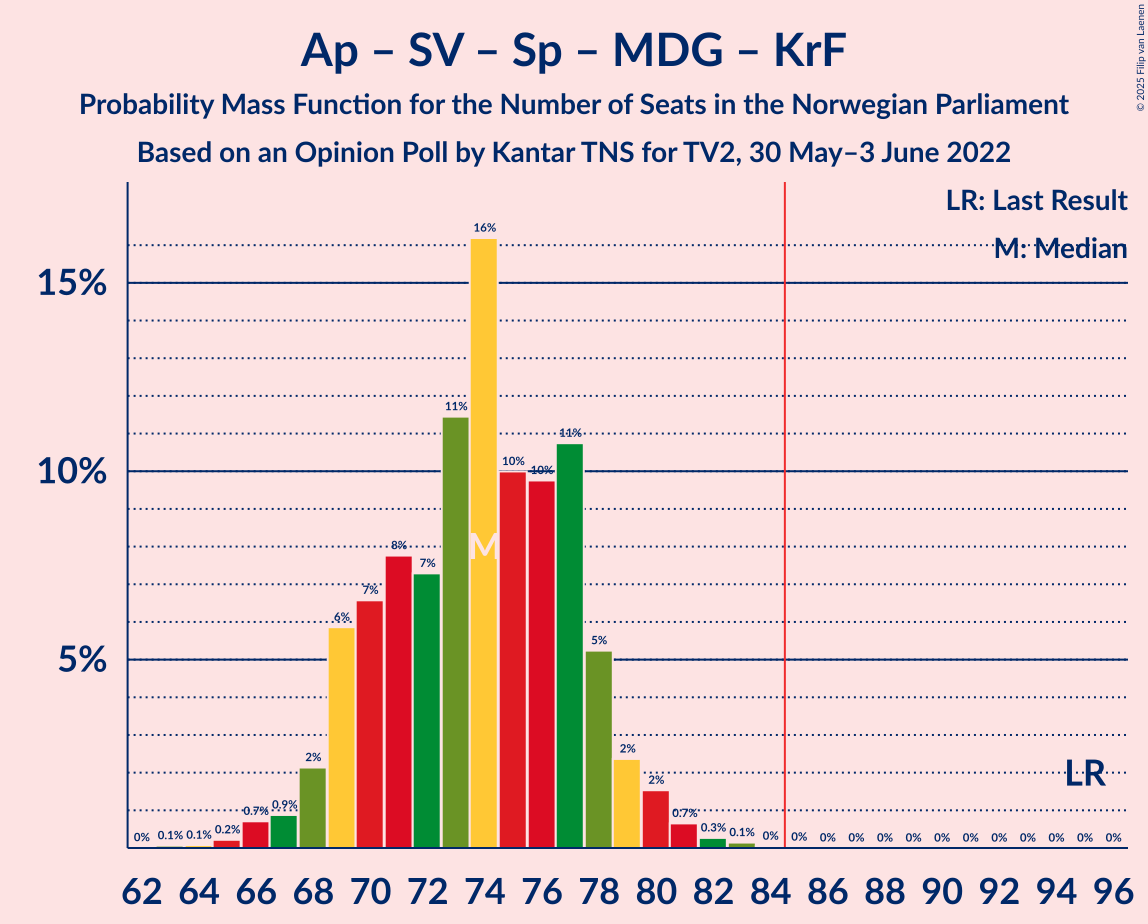 Ap – SV – Sp – MDG – KrF
Probability Mass Function for the Number of Seats in the Norwegian Parliament
Based on an Opinion Poll by Kantar TNS for TV2, 30 May–3 June 2022
© 2025 Filip van Laenen
LR: Last Result
M: Median
15%
10%
5%
0% 0.1% 0.1% 0.2% 0.7% 0.9% 2% 6% 7% 8% 7% 11% 16% 10% 10% 11% 5% 2% 2% 0.7% 0.3% 0.1% 0% 0% 0% 0% 0% 0% 0% 0% 0% 0% 0% 0% 0%
M
LR
62 64 66 68 70 72 74 76 78 80 82 84 86 88 90 92 94 96